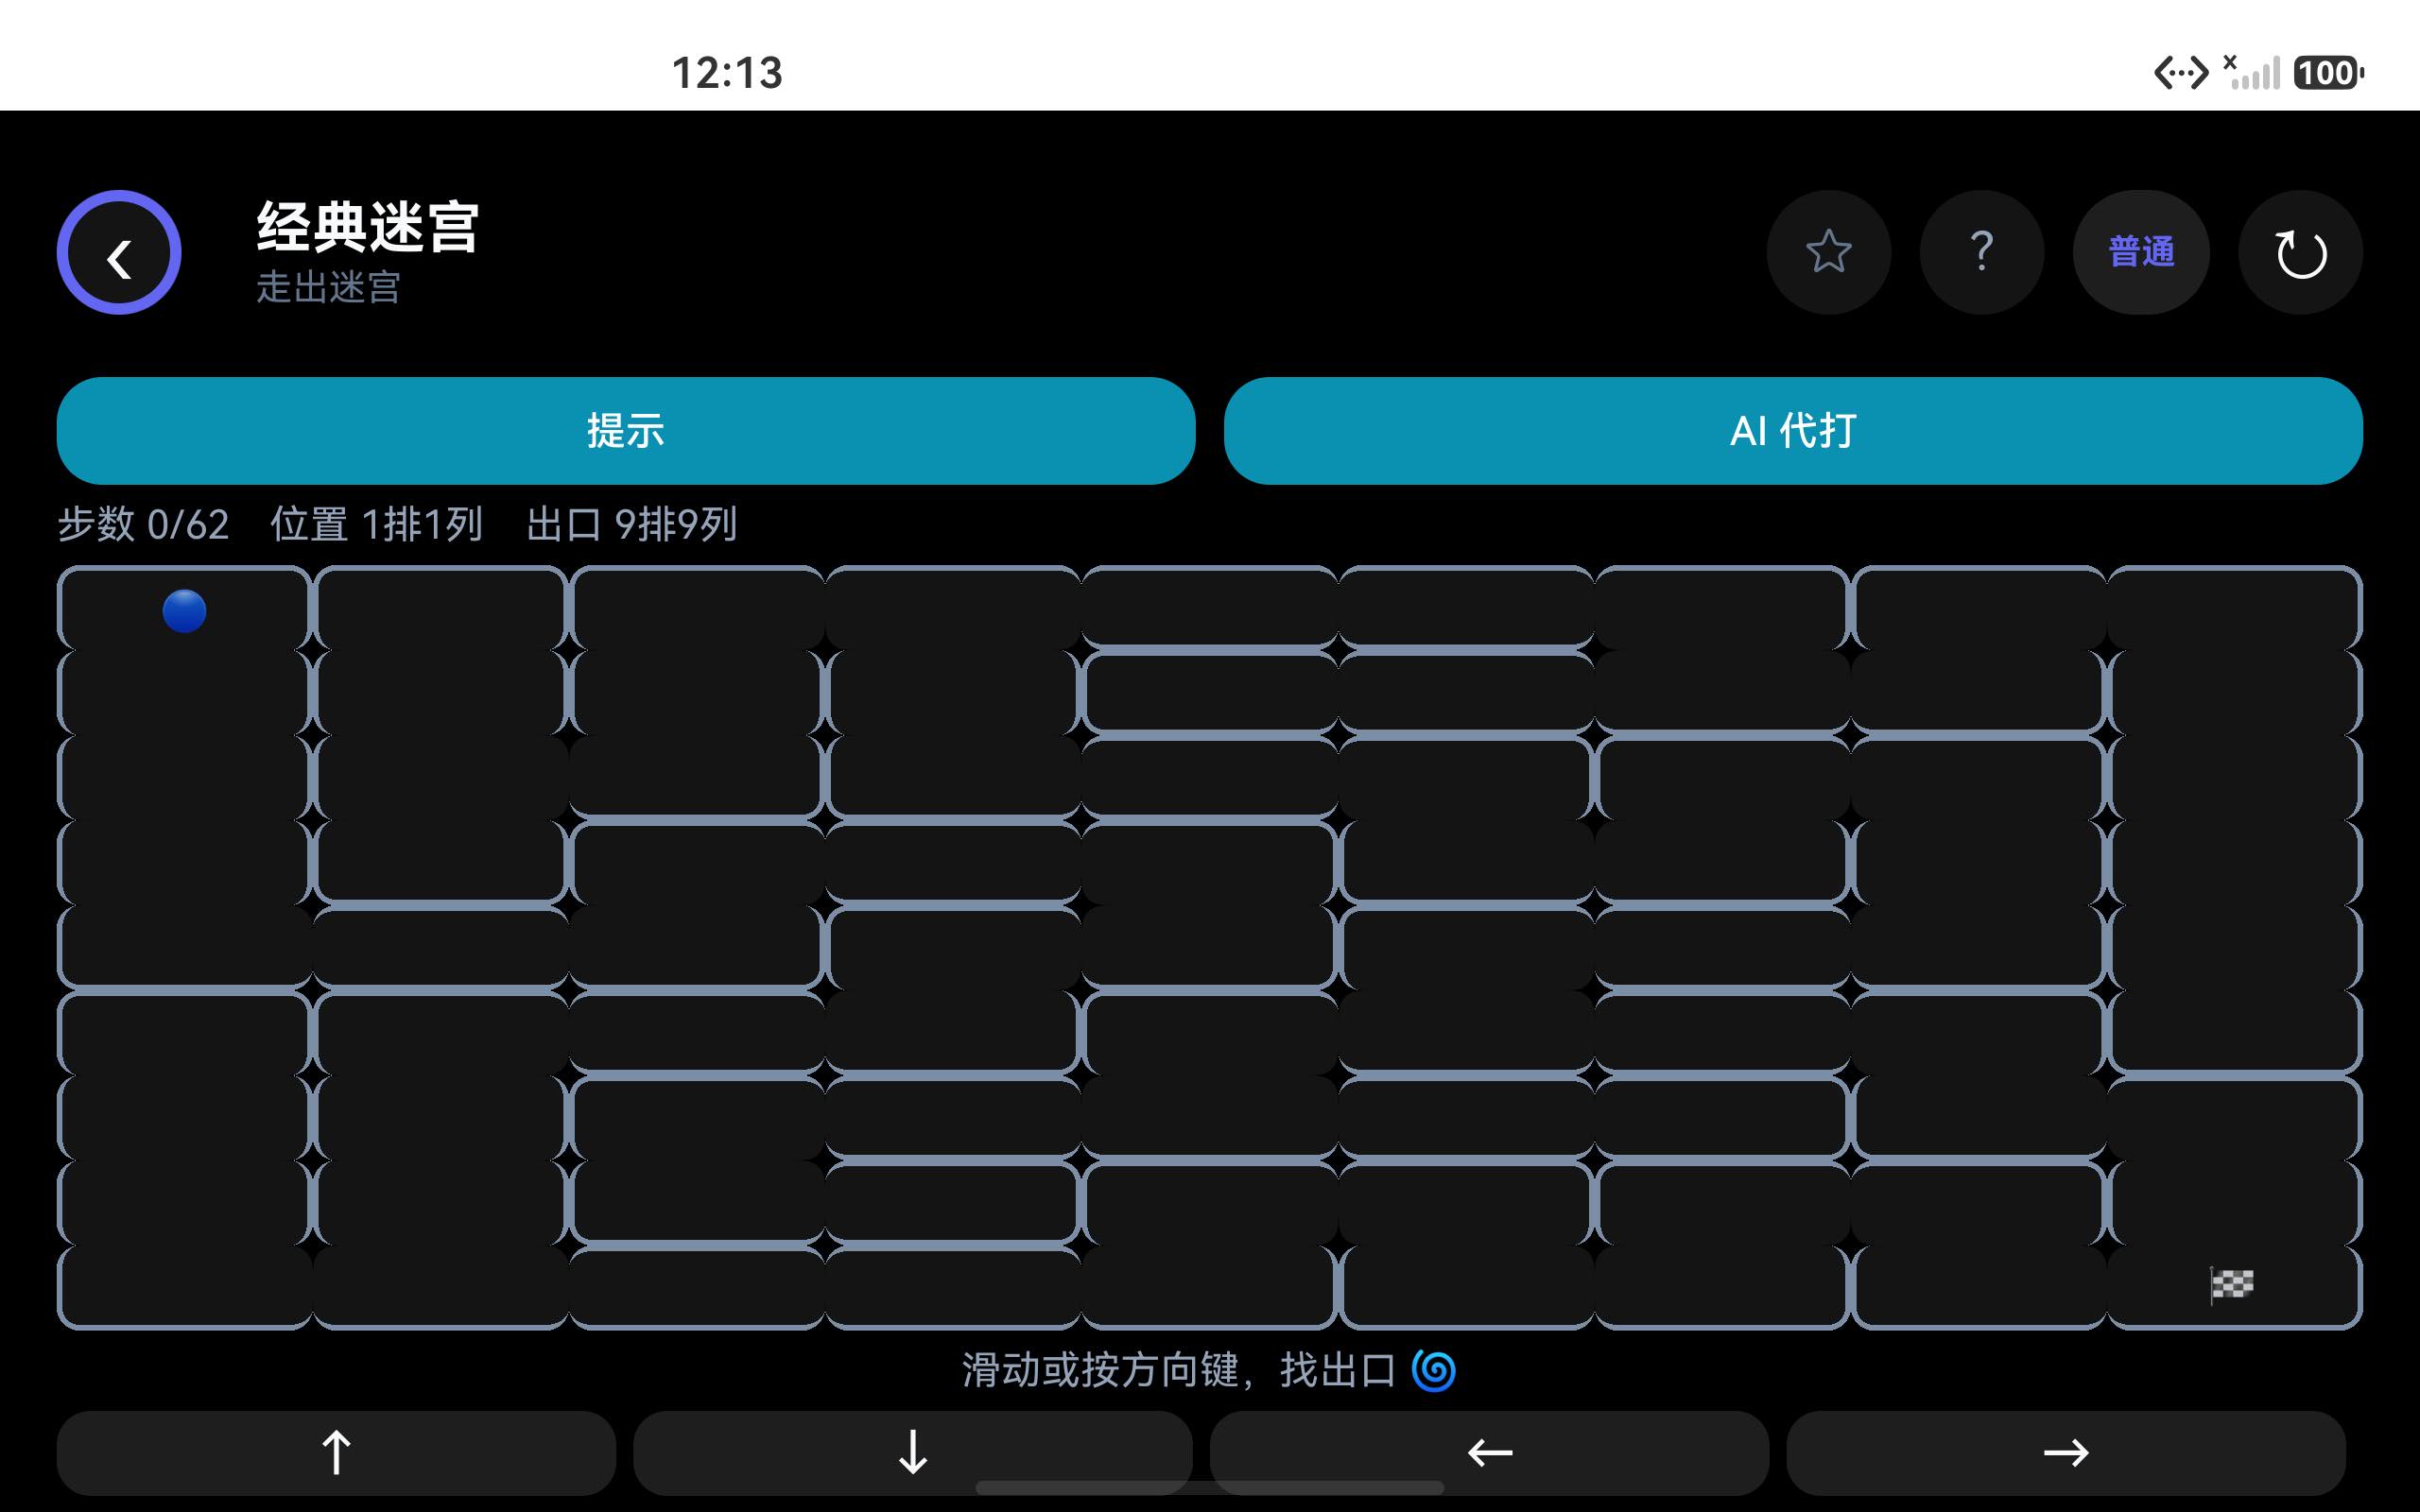 12:13
100
经典迷宫
走出迷宫
?
普通
提示
AI 代打
步数 0/62 位置 1排1列 出口 9排9列
滑动或按方向键，找出口 🌀
↑ ↓ ← →